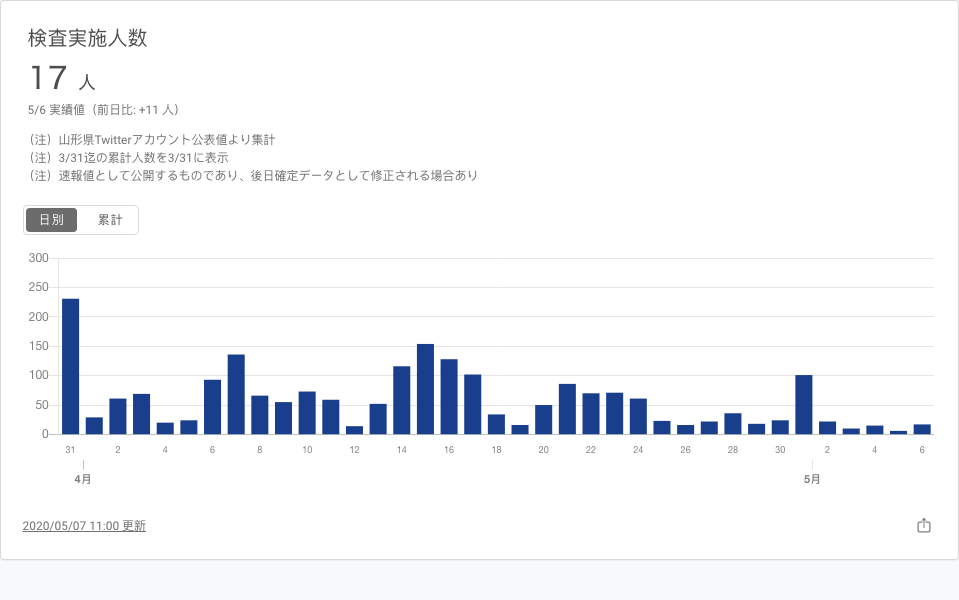 検査実施人数
17 人
5/6 実績値（前日比: +11 人）
（注）山形県Twitterアカウント公表値より集計
（注）3/31迄の累計人数を3/31に表示
（注）速報値として公開するものであり、後日確定データとして修正される場合あり
日別 累計
300
250
200
150
100
50
0
31 2 4 6 8 10 12 14 16 18 20 22 24 26 28 30 2 4 6
4月 5月
2020/05/07 11:00 更新